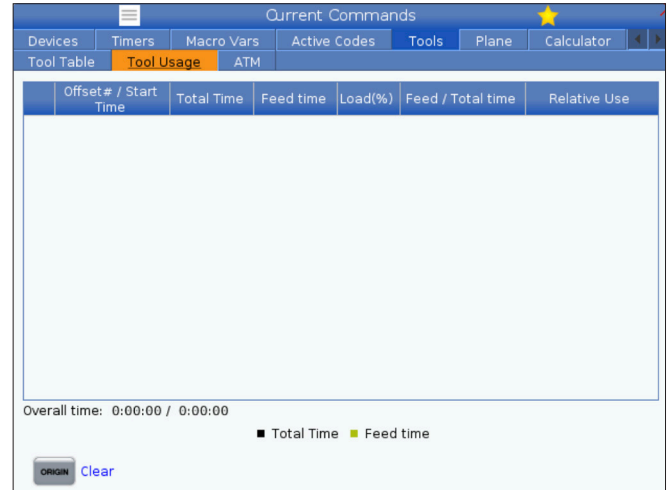 Current Commands
Devices Timers Macro Vars Active Codes Tools Plane Calculator
Tool Table Tool Usage ATM
Offset# / Start Time Total Time Feed time Load(%) Feed / Total time Relative Use
Overall time: 0:00:00 / 0:00:00
Total Time Feed time
ORIGIN Clear